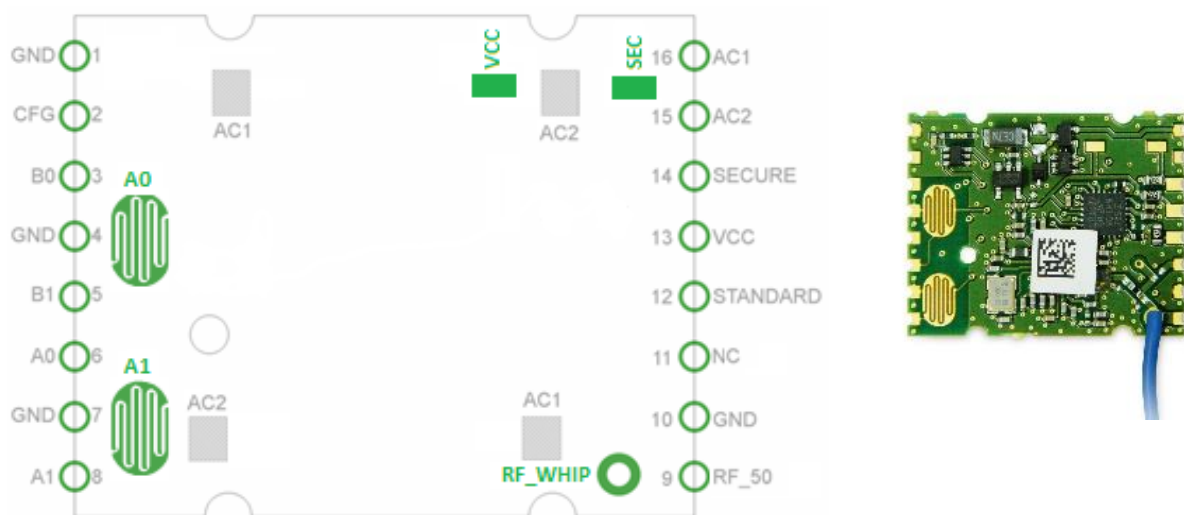 VCC
SEC
GND 1
16 AC1
CFG 2
AC1
AC2
15 AC2
B0 3
A0
14 SECURE
GND 4
13 VCC
B1 5
12 STANDARD
A0 6
11 NC
A1
AC2
AC1
GND 7
10 GND
A1 8
RF_WHIP
9 RF_50